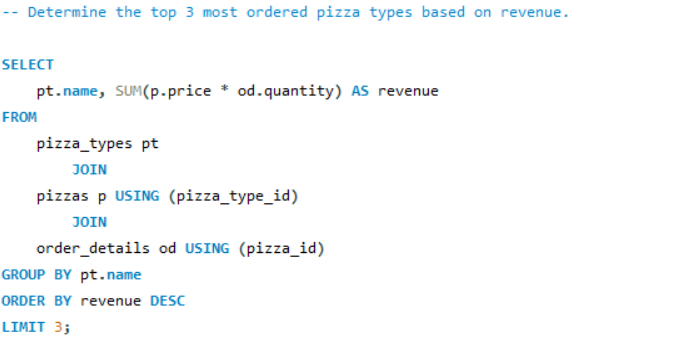 -- Determine the top 3 most ordered pizza types based on revenue.
SELECT
pt.name, SUM(p.price * od.quantity) AS revenue
FROM
pizza_types pt
JOIN
pizzas p USING (pizza_type_id)
JOIN
order_details od USING (pizza_id)
GROUP BY pt.name
ORDER BY revenue DESC
LIMIT 3;